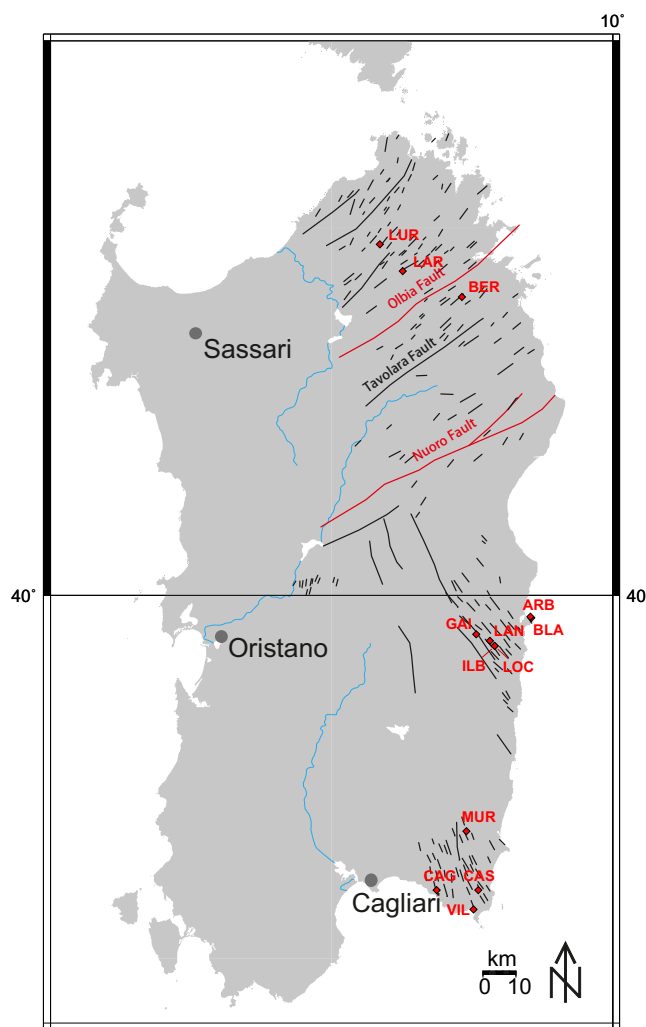 10°
LUR
LAR
BER
Olbia Fault
Sassari
Tavolara Fault
Nuoro Fault
40°
40
ARB
GAI
LAN
BLA
Oristano
ILB
LOC
MUR
CAG
CAS
Cagliari
VIL
km
0 10
N